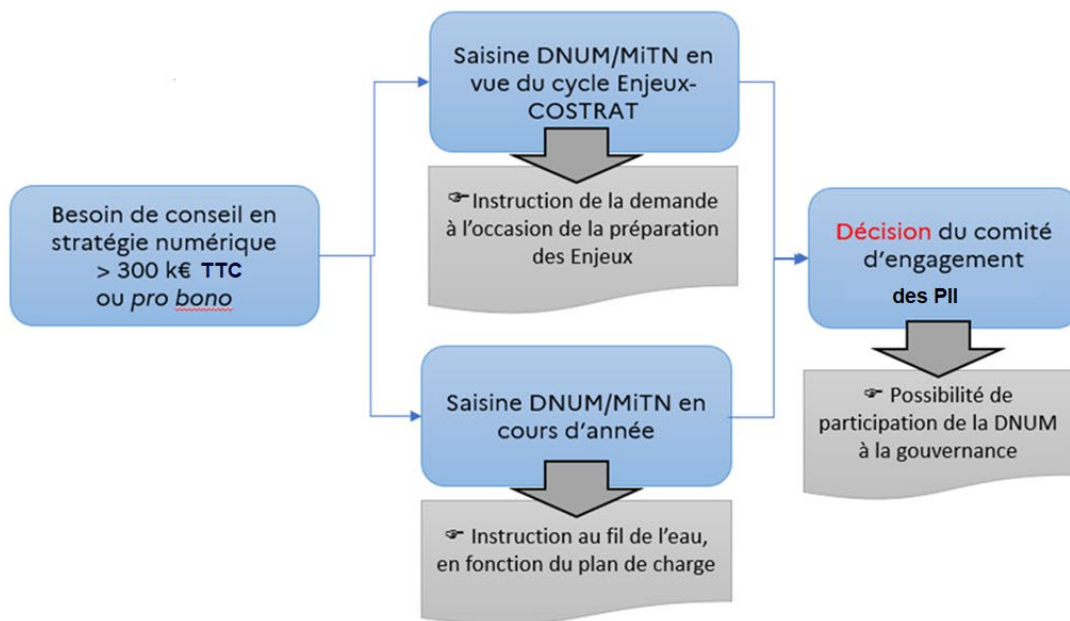 Besoin de conseil en
stratégie numérique
> 300 k€ TTC
ou pro bono
Saisine DNUM/MiTN en
vue du cycle Enjeux-
COSTRAT
☞ Instruction de la demande
à l’occasion de la préparation
des Enjeux
Saisine DNUM/MiTN en
cours d’année
☞ Instruction au fil de l’eau,
en fonction du plan de charge
Décision du comité
d’engagement
des PII
☞ Possibilité de
participation de la DNUM
à la gouvernance